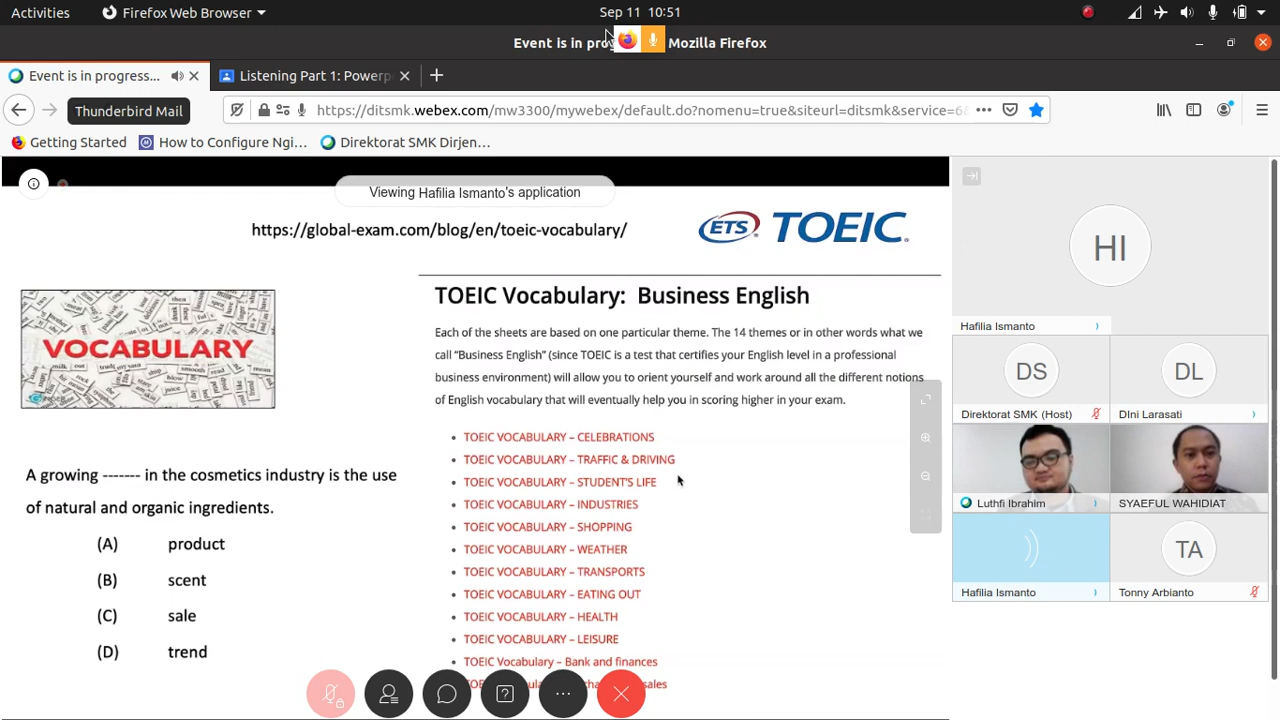 Activities
Firefox Web Browser
Sep 11 10:51
Event is in pro
Mozilla Firefox
Event is in progress...
Listening Part 1: Powerp
Thunderbird Mail
https://ditsmk.webex.com/mw3300/mywebex/default.do?nomenu=true&siteurl=ditsmk&service=6
Getting Started
How to Configure Ngi...
Direktorat SMK Dirjen...
Viewing Hafilia Ismanto's application
https://global-exam.com/blog/en/toeic-vocabulary/
ETS TOEIC
VOCABULARY
TOEIC Vocabulary: Business English
Each of the sheets are based on one particular theme. The 14 themes or in other words what we
call "Business English" (since TOEIC is a test that certifies your English level in a professional
business environment) will allow you to orient yourself and work around all the different notions
of English vocabulary that will eventually help you in scoring higher in your exam.
TOEIC VOCABULARY – CELEBRATIONS
TOEIC VOCABULARY – TRAFFIC & DRIVING
TOEIC VOCABULARY – STUDENT'S LIFE
TOEIC VOCABULARY – INDUSTRIES
TOEIC VOCABULARY – SHOPPING
TOEIC VOCABULARY – WEATHER
TOEIC VOCABULARY – TRANSPORTS
TOEIC VOCABULARY – EATING OUT
TOEIC VOCABULARY – HEALTH
TOEIC VOCABULARY – LEISURE
TOEIC Vocabulary – Bank and finances
sales
A growing ------- in the cosmetics industry is the use
of natural and organic ingredients.
(A) product
(B) scent
(C) sale
(D) trend
HI
Hafilia Ismanto
DS
Direktorat SMK (Host)
DL
DIni Larasati
Luthfi Ibrahim
SYAEFUL WAHIDIAT
Hafilia Ismanto
TA
Tonny Arbianto